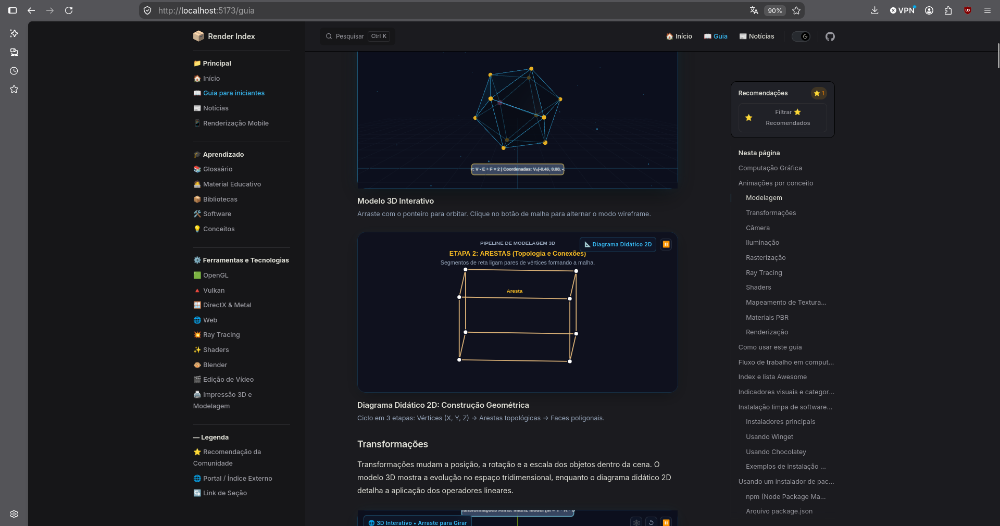 http://localhost:5173/guia
90%
VPN
Render Index
Pesquisar
Ctrl K
Início
Guia
Notícias
Principal
Início
Guia para iniciantes
Notícias
Renderização Mobile
Aprendizado
Glossário
Material Educativo
Bibliotecas
Software
Conceitos
Ferramentas e Tecnologias
OpenGL
Vulkan
DirectX & Metal
Web
Ray Tracing
Shaders
Blender
Edição de Vídeo
Impressão 3D e
Modelagem
— Legenda
Recomendação da
Comunidade
Portal / Índice Externo
Link de Seção
: V - E + F = 2 | Coordenadas: V₀(-0.46, 0.08, -
Modelo 3D Interativo
Arraste com o ponteiro para orbitar. Clique no botão de malha para alternar o modo wireframe.
PIPELINE DE MODELAGEM 3D
Diagrama Didático 2D
ETAPA 2: ARESTAS (Topologia e Conexões)
Segmentos de reta ligam pares de vértices formando a malha.
Aresta
Diagrama Didático 2D: Construção Geométrica
Ciclo em 3 etapas: Vértices (X, Y, Z) → Arestas topológicas → Faces poligonais.
Transformações
Transformações mudam a posição, a rotação e a escala dos objetos dentro da cena. O
modelo 3D mostra a evolução no espaço tridimensional, enquanto o diagrama didático 2D
detalha a aplicação dos operadores lineares.
3D Interativo • Arraste para Girar
Recomendações
1
Filtrar
Recomendados
Nesta página
Computação Gráfica
Animações por conceito
Modelagem
Transformações
Câmera
Iluminação
Rasterização
Ray Tracing
Shaders
Mapeamento de Textura...
Materiais PBR
Renderização
Como usar este guia
Fluxo de trabalho em comput...
Index e lista Awesome
Indicadores visuais e categor...
Instalação limpa de software...
Instaladores principais
Usando Winget
Usando Chocolatey
Exemplos de instalação ...
Usando um instalador de pac...
npm (Node Package Ma...
Arquivo package.json